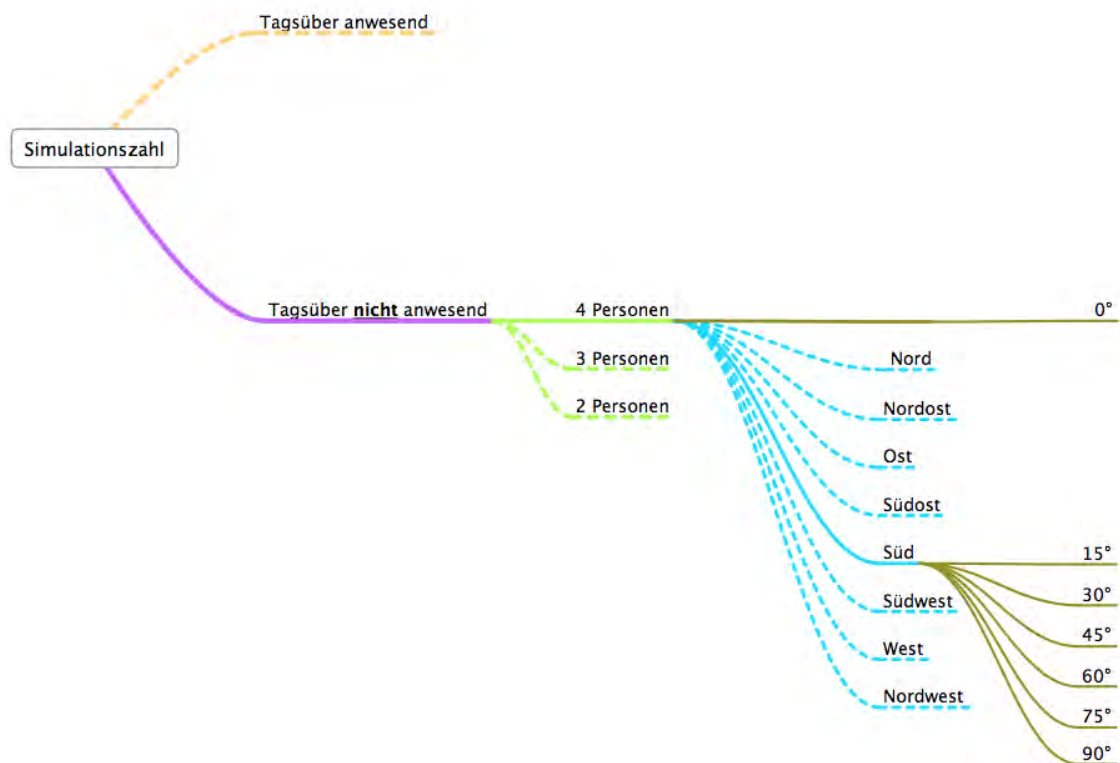 Tagsüber anwesend
Simulationszahl
Tagsüber nicht anwesend
4 Personen
0°
3 Personen
2 Personen
Nord
Nordost
Ost
Südost
Süd
15°
30°
Südwest
45°
West
60°
Nordwest
75°
90°